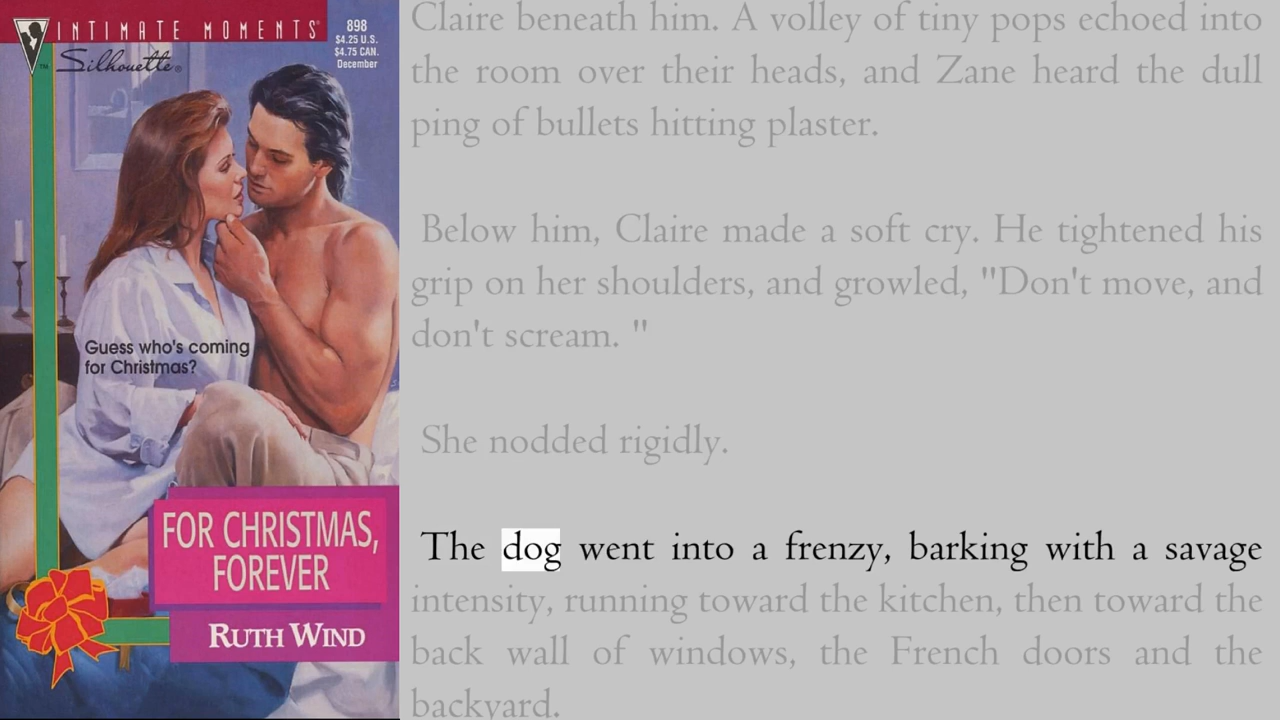 INTIMATE MOMENTS
Silhouette®
TM
898
$4.25 U.S.
$4.75 CAN.
December
Guess who's coming
for Christmas?
FOR CHRISTMAS,
FOREVER
RUTH WIND
Claire beneath him. A volley of tiny pops echoed into
the room over their heads, and Zane heard the dull
ping of bullets hitting plaster.
Below him, Claire made a soft cry. He tightened his
grip on her shoulders, and growled, "Don't move, and
don't scream. "
She nodded rigidly.
The dog went into a frenzy, barking with a savage
intensity, running toward the kitchen, then toward the
back wall of windows, the French doors and the
backyard.